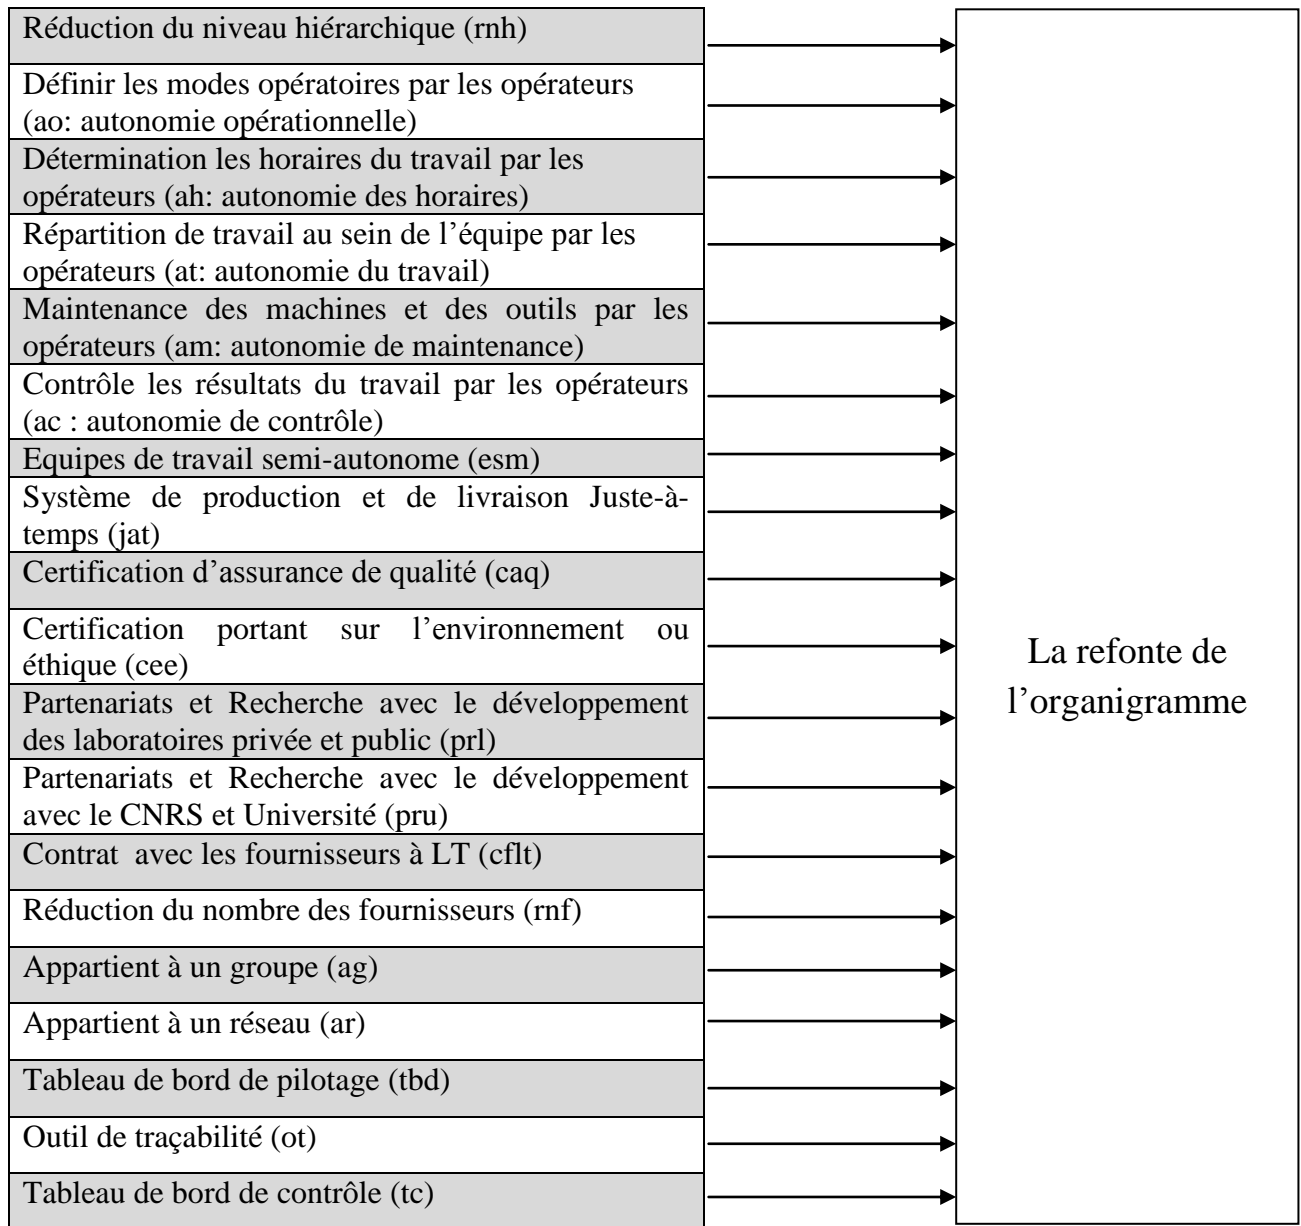 Réduction du niveau hiérarchique (rnh)
Définir les modes opératoires par les opérateurs
(ao: autonomie opérationnelle)
Détermination les horaires du travail par les
opérateurs (ah: autonomie des horaires)
Répartition de travail au sein de l’équipe par les
opérateurs (at: autonomie du travail)
Maintenance des machines et des outils par les
opérateurs (am: autonomie de maintenance)
Contrôle les résultats du travail par les opérateurs
(ac : autonomie de contrôle)
Equipes de travail semi-autonome (esm)
Système de production et de livraison Juste-à-
temps (jat)
Certification d’assurance de qualité (caq)
Certification portant sur l’environnement ou
éthique (cee)
Partenariats et Recherche avec le développement
des laboratoires privée et public (prl)
Partenariats et Recherche avec le développement
avec le CNRS et Université (pru)
Contrat avec les fournisseurs à LT (cflt)
Réduction du nombre des fournisseurs (rnf)
Appartient à un groupe (ag)
Appartient à un réseau (ar)
Tableau de bord de pilotage (tbd)
Outil de traçabilité (ot)
Tableau de bord de contrôle (tc)
La refonte de
l’organigramme